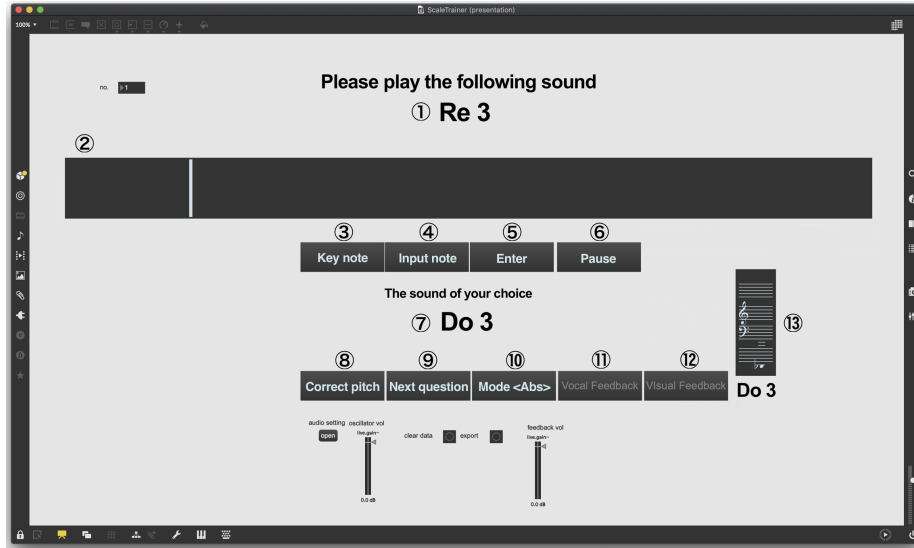 ScaleTrainer (presentation)
100% ▼
no. 1
Please play the following sound
① Re 3
②
③ ④ ⑤ ⑥
Key note Input note Enter Pause
The sound of your choice
⑦ Do 3
⑬
⑧ ⑨ ⑩ ⑪ ⑫
Correct pitch Next question Mode <Abs> Vocal Feedback VIsual Feedback
Do 3
audio setting oscillator vol
open live.gain~
clear data export
feedback vol
live.gain~
0.0 dB
0.0 dB